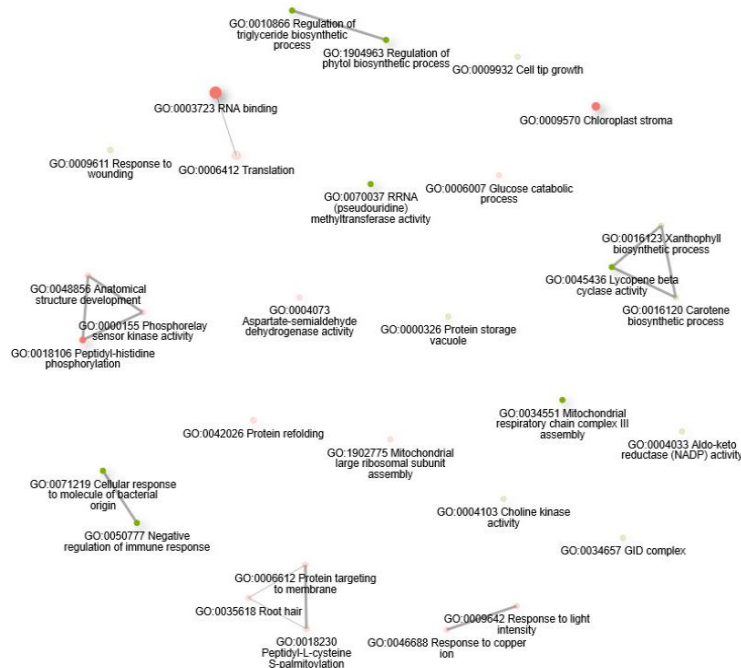 GO:0010866 Regulation of
triglyceride biosynthetic
process
GO:1904963 Regulation of
phytol biosynthetic process
GO:0009932 Cell tip growth
GO:0003723 RNA binding
GO:0009570 Chloroplast stroma
GO:0009611 Response to
wounding
GO:0006412 Translation
GO:0070037 RRNA
(pseudouridine)
methyltransferase activity
GO:0006007 Glucose catabolic
process
GO:0016123 Xanthophyll
biosynthetic process
GO:0045436 Lycopene beta
cyclase activity
GO:0016120 Carotene
biosynthetic process
GO:0048856 Anatomical
structure development
GO:0000155 Phosphorelay
sensor kinase activity
GO:0018106 Peptidyl-histidine
phosphorylation
GO:0004073
Aspartate-semialdehyde
dehydrogenase activity
GO:0000326 Protein storage
vacuole
GO:0034551 Mitochondrial
respiratory chain complex III
assembly
GO:0004033 Aldo-keto
reductase (NADP) activity
GO:0042026 Protein refolding
GO:1902775 Mitochondrial
large ribosomal subunit
assembly
GO:0071219 Cellular response
to molecule of bacterial
origin
GO:0050777 Negative
regulation of immune response
GO:0004103 Choline kinase
activity
GO:0034657 GID complex
GO:0006612 Protein targeting
to membrane
GO:0035618 Root hair
GO:0018230
Peptidyl-L-cysteine
S-palmitoylation
GO:0009642 Response to light
intensity
GO:0046688 Response to copper
ion